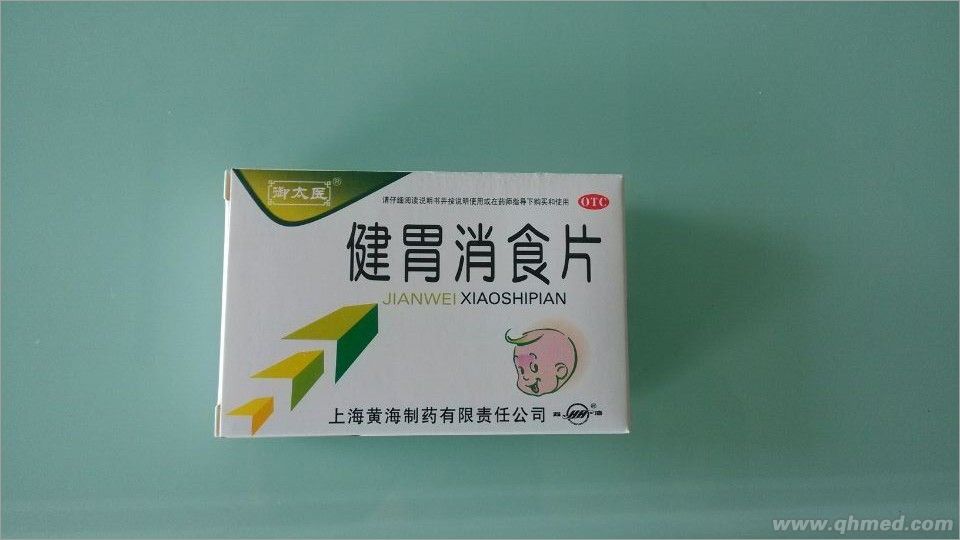 御太医®
请仔细阅读说明书并按说明使用或在药师指导下购买和使用
OTC
健胃消食片
JIANWEI XIAOSHIPIAN
上海黄海制药有限责任公司
HH ®
www.qhmed.com